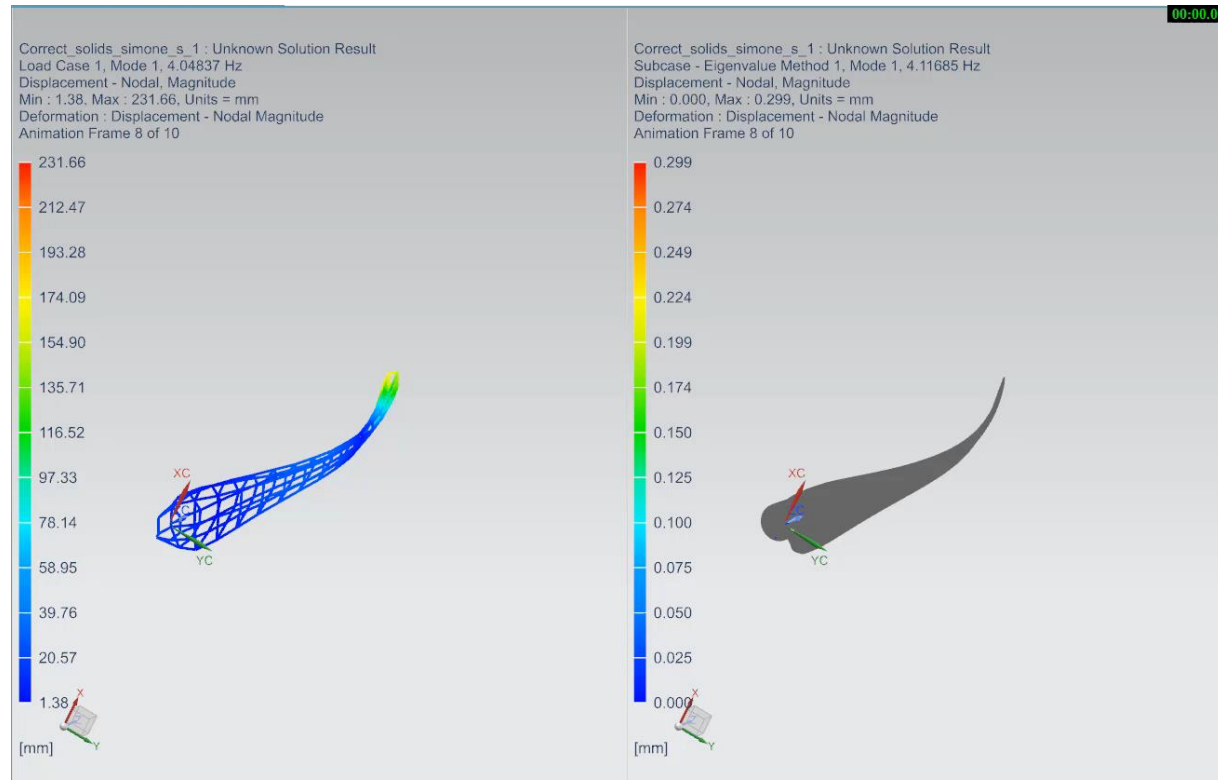 00:00.0
Correct_solids_simone_s_1 : Unknown Solution Result
Load Case 1, Mode 1, 4.04837 Hz
Displacement - Nodal, Magnitude
Min : 1.38, Max : 231.66, Units = mm
Deformation : Displacement - Nodal Magnitude
Animation Frame 8 of 10
231.66
212.47
193.28
174.09
154.90
135.71
116.52
97.33
78.14
58.95
39.76
20.57
1.38
[mm]
XC
YC
X
Y
Correct_solids_simone_s_1 : Unknown Solution Result
Subcase - Eigenvalue Method 1, Mode 1, 4.11685 Hz
Displacement - Nodal, Magnitude
Min : 0.000, Max : 0.299, Units = mm
Deformation : Displacement - Nodal Magnitude
Animation Frame 8 of 10
0.299
0.274
0.249
0.224
0.199
0.174
0.150
0.125
0.100
0.075
0.050
0.025
0.000
[mm]
XC
YC
X
Y